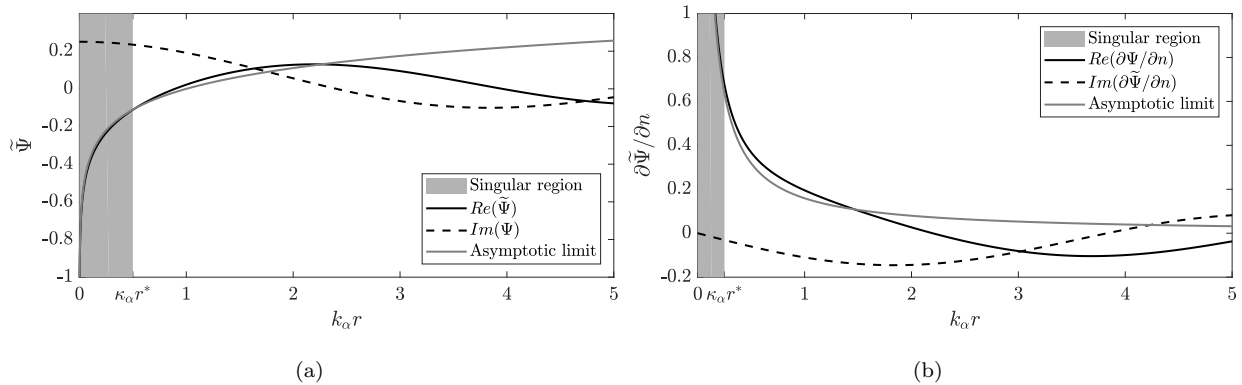 0.2
0
-0.2
-0.4
-0.6
-0.8
-1
Ψ̃
Singular region
Re(Ψ̃)
Im(Ψ)
Asymptotic limit
0 κ_α r* 1 2 3 4 5
k_α r
(a)
1
0.8
0.6
0.4
0.2
0
-0.2
∂Ψ̃/∂n
Singular region
Re(∂Ψ/∂n)
Im(∂Ψ̃/∂n)
Asymptotic limit
0 κ_α r* 1 2 3 4 5
k_α r
(b)